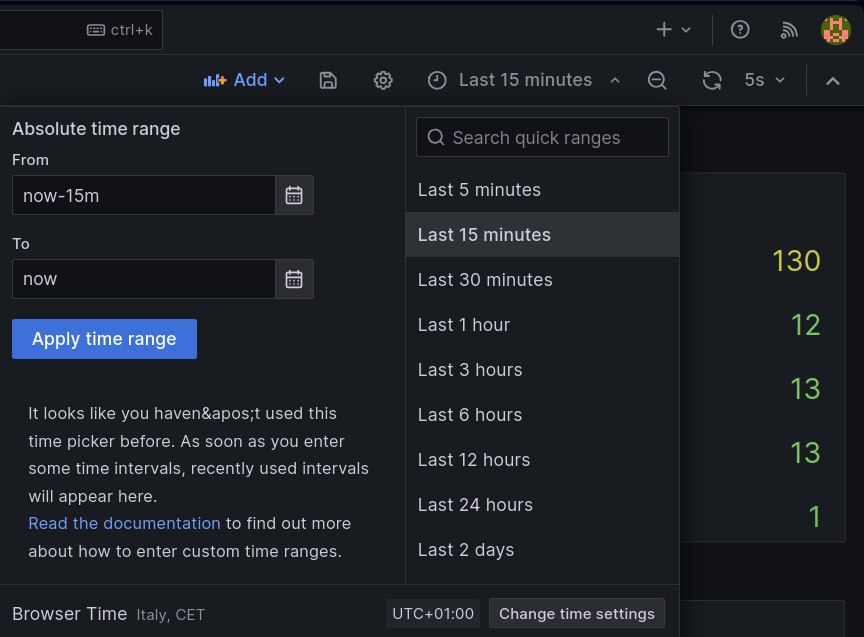 ctrl+k
Add
Last 15 minutes
5s
Absolute time range
From
now-15m
To
now
Apply time range
It looks like you haven&apos;t used this
time picker before. As soon as you enter
some time intervals, recently used intervals
will appear here.
Read the documentation to find out more
about how to enter custom time ranges.
Search quick ranges
Last 5 minutes
Last 15 minutes
Last 30 minutes
Last 1 hour
Last 3 hours
Last 6 hours
Last 12 hours
Last 24 hours
Last 2 days
130
12
13
13
1
Browser Time Italy, CET
UTC+01:00
Change time settings